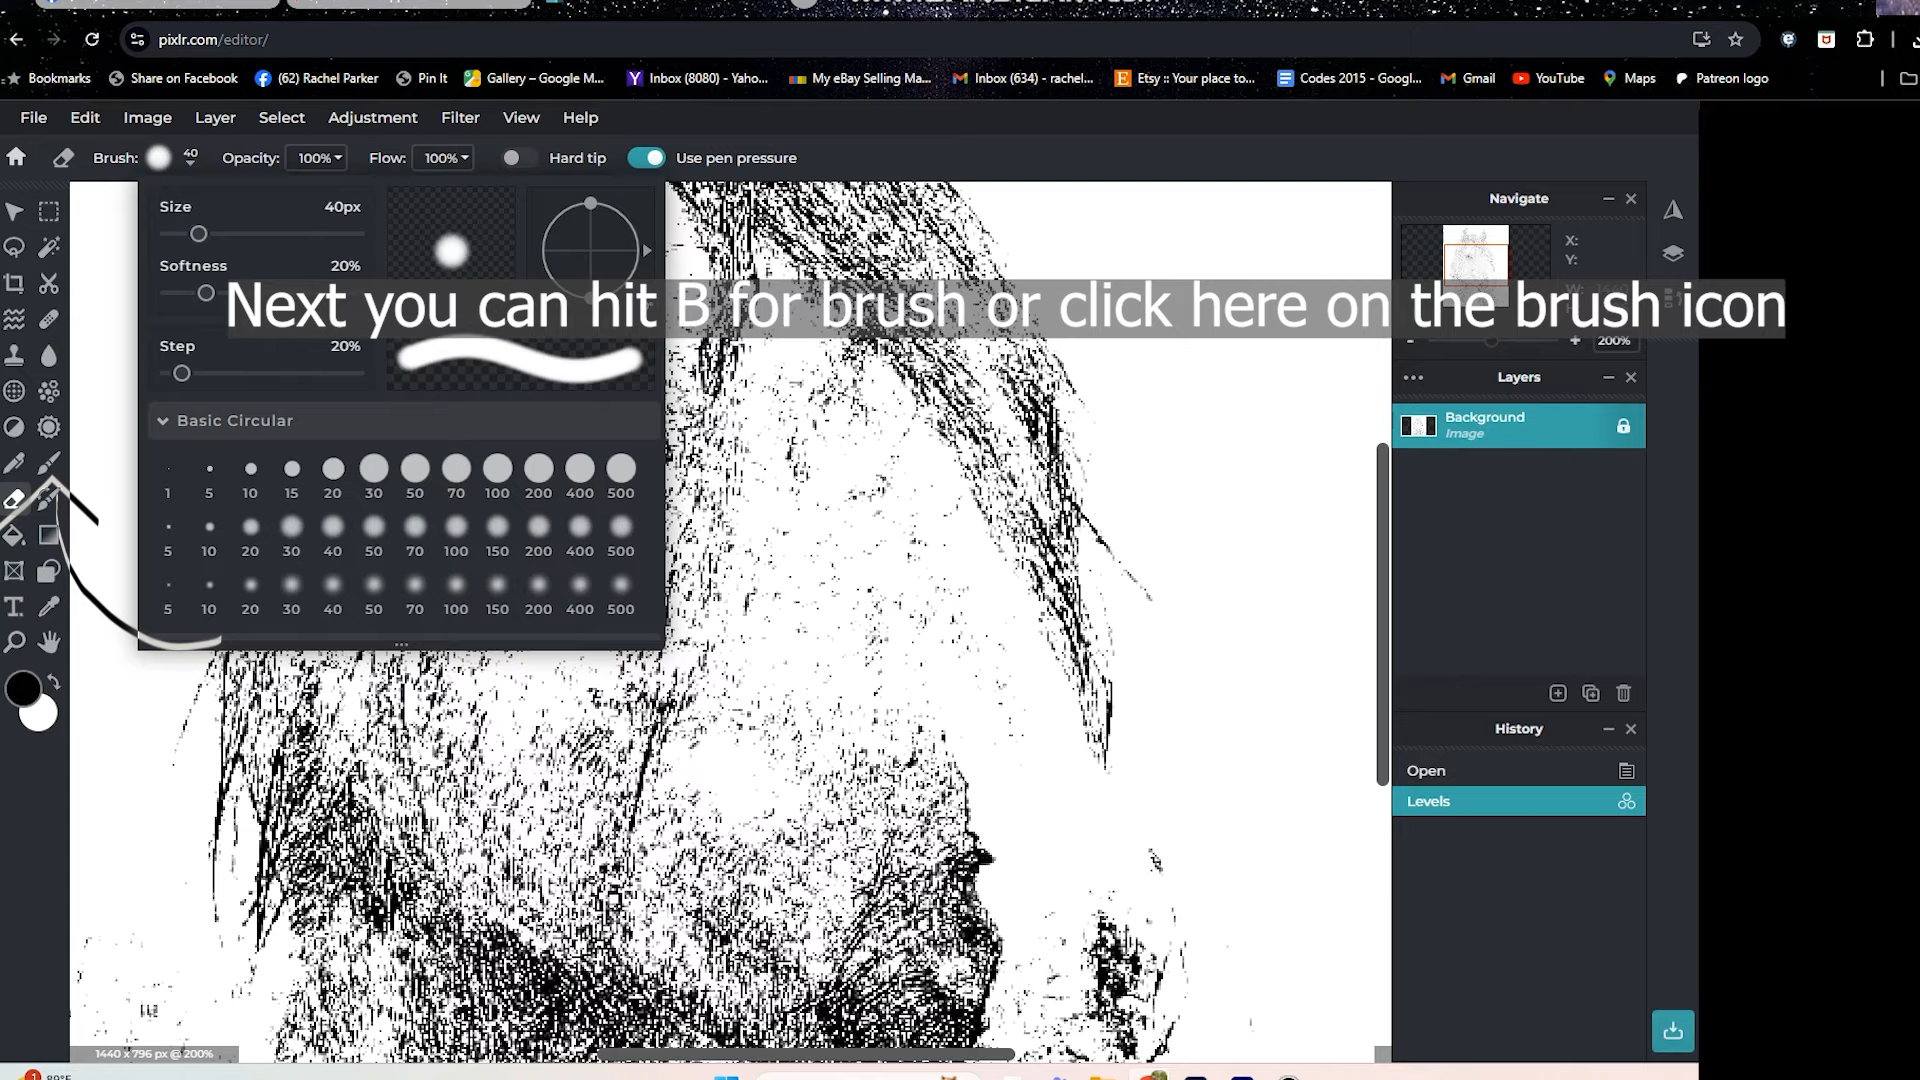 pixlr.com/editor/
Bookmarks Share on Facebook (62) Rachel Parker Pin It Gallery – Google M... Inbox (8080) - Yaho... My eBay Selling Ma... Inbox (634) - rachel... Etsy :: Your place to... Codes 2015 - Googl... Gmail YouTube Maps Patreon logo
File Edit Image Layer Select Adjustment Filter View Help
Brush: 40 Opacity: 100% Flow: 100% Hard tip Use pen pressure
Size 40px
Softness 20%
Next you can hit B for brush or click here on the brush icon
Step 20%
Basic Circular
1 5 10 15 20 30 50 70 100 200 400 500
5 10 20 30 40 50 70 100 150 200 400 500
5 10 20 30 40 50 70 100 150 200 400 500
Navigate
X:
Y:
200%
Layers
Background
Image
History
Open
Levels
1440 x 796 px @ 200%
1
89°F